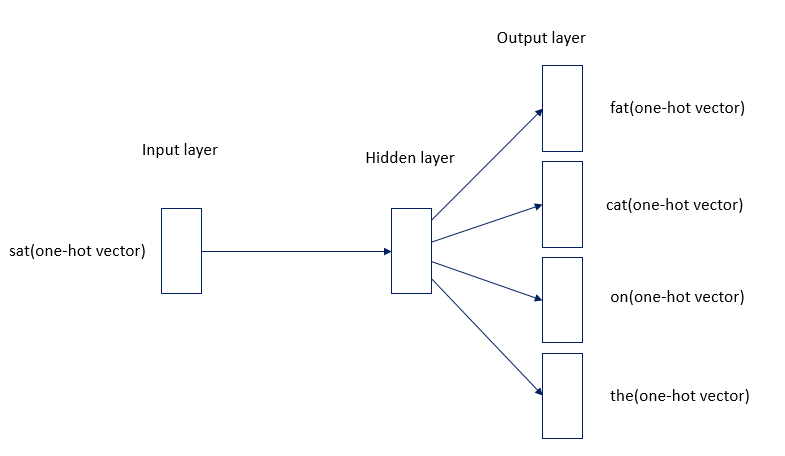 Output layer
fat(one-hot vector)
Input layer
Hidden layer
cat(one-hot vector)
sat(one-hot vector)
on(one-hot vector)
the(one-hot vector)